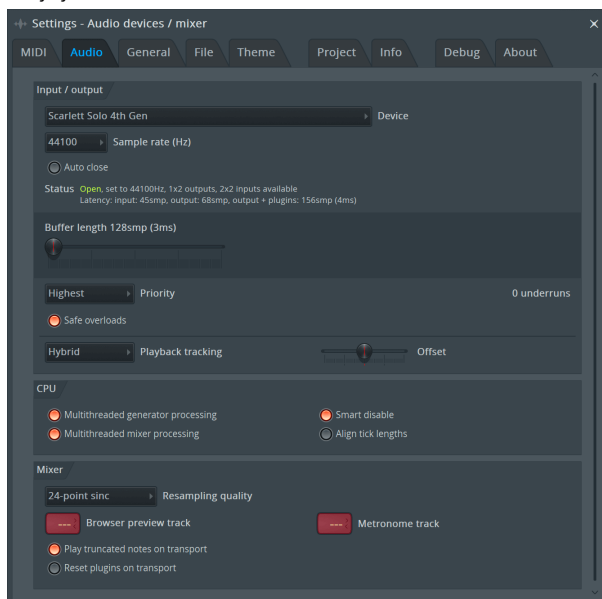 Settings - Audio devices / mixer
MIDI Audio General File Theme Project Info Debug About
Input / output
Scarlett Solo 4th Gen Device
44100 Sample rate (Hz)
Auto close
Status Open, set to 44100Hz, 1x2 outputs, 2x2 inputs available
Latency: input: 45smp, output: 68smp, output + plugins: 156smp (4ms)
Buffer length 128smp (3ms)
Highest Priority 0 underruns
Safe overloads
Hybrid Playback tracking Offset
CPU
Multithreaded generator processing Smart disable
Multithreaded mixer processing Align tick lengths
Mixer
24-point sinc Resampling quality
--- Browser preview track --- Metronome track
Play truncated notes on transport
Reset plugins on transport